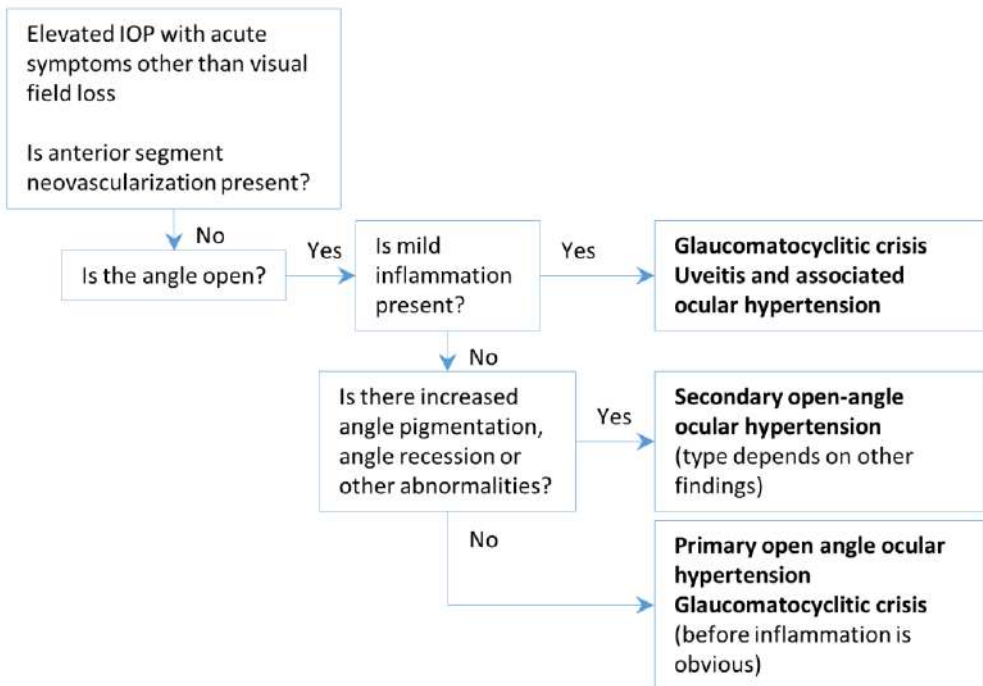 Elevated IOP with acute
symptoms other than visual
field loss
Is anterior segment
neovascularization present?
No
Is the angle open?
Yes
Is mild
inflammation
present?
Yes
Glaucomatocyclitic crisis
Uveitis and associated
ocular hypertension
No
Is there increased
angle pigmentation,
angle recession or
other abnormalities?
Yes
Secondary open-angle
ocular hypertension
(type depends on other
findings)
No
Primary open angle ocular
hypertension
Glaucomatocyclitic crisis
(before inflammation is
obvious)